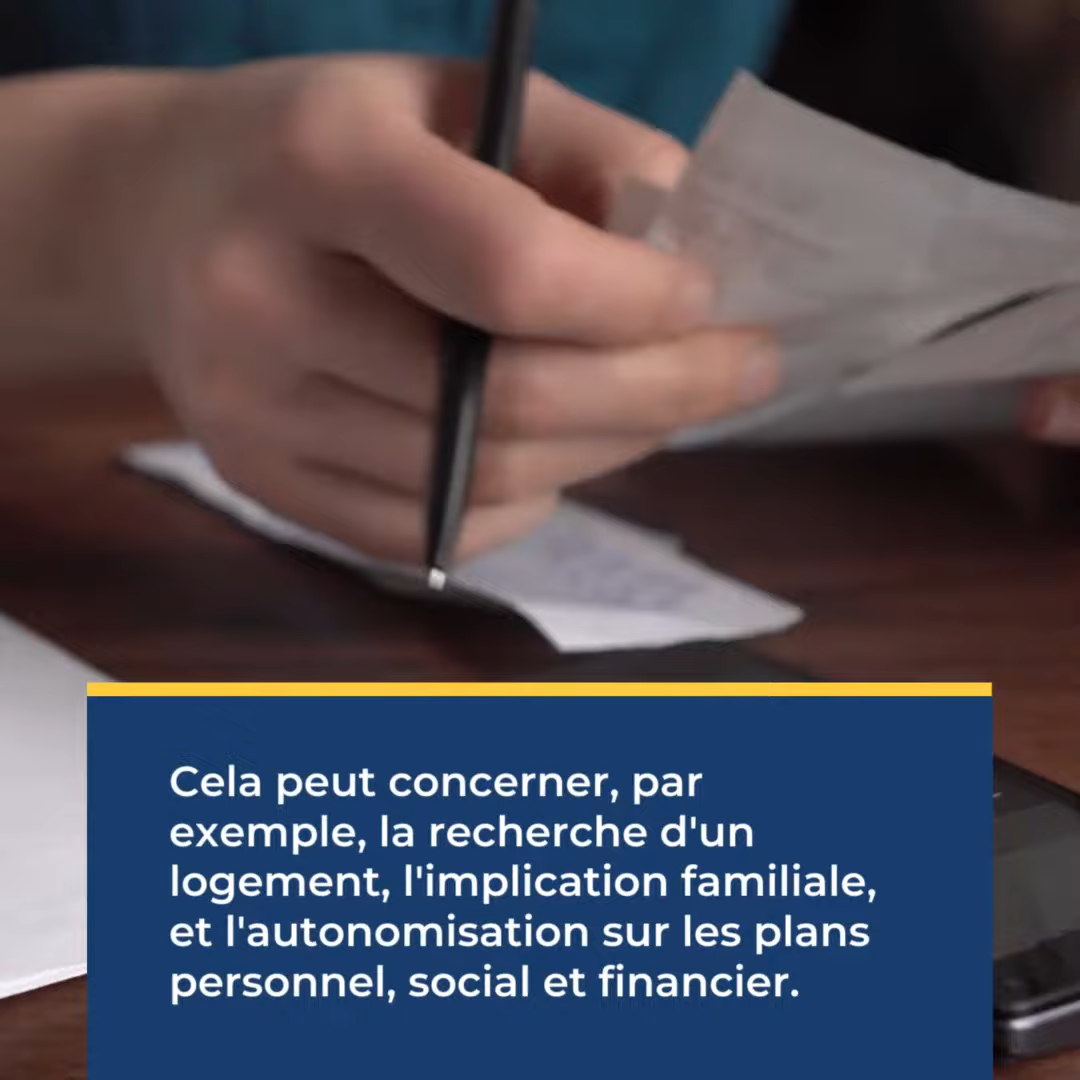 Cela peut concerner, par
exemple, la recherche d'un
logement, l'implication familiale,
et l'autonomisation sur les plans
personnel, social et financier.